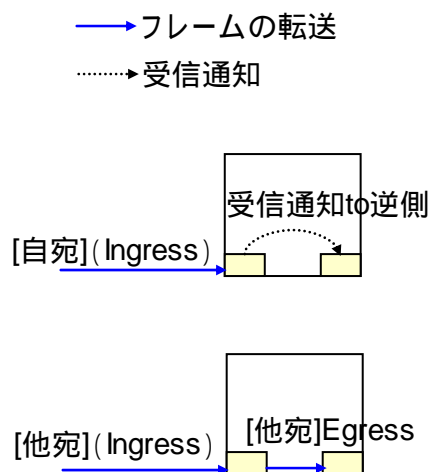 フレームの転送
受信通知
受信通知to逆側
[自宛](Ingress)
[他宛]Egress
[他宛](Ingress)